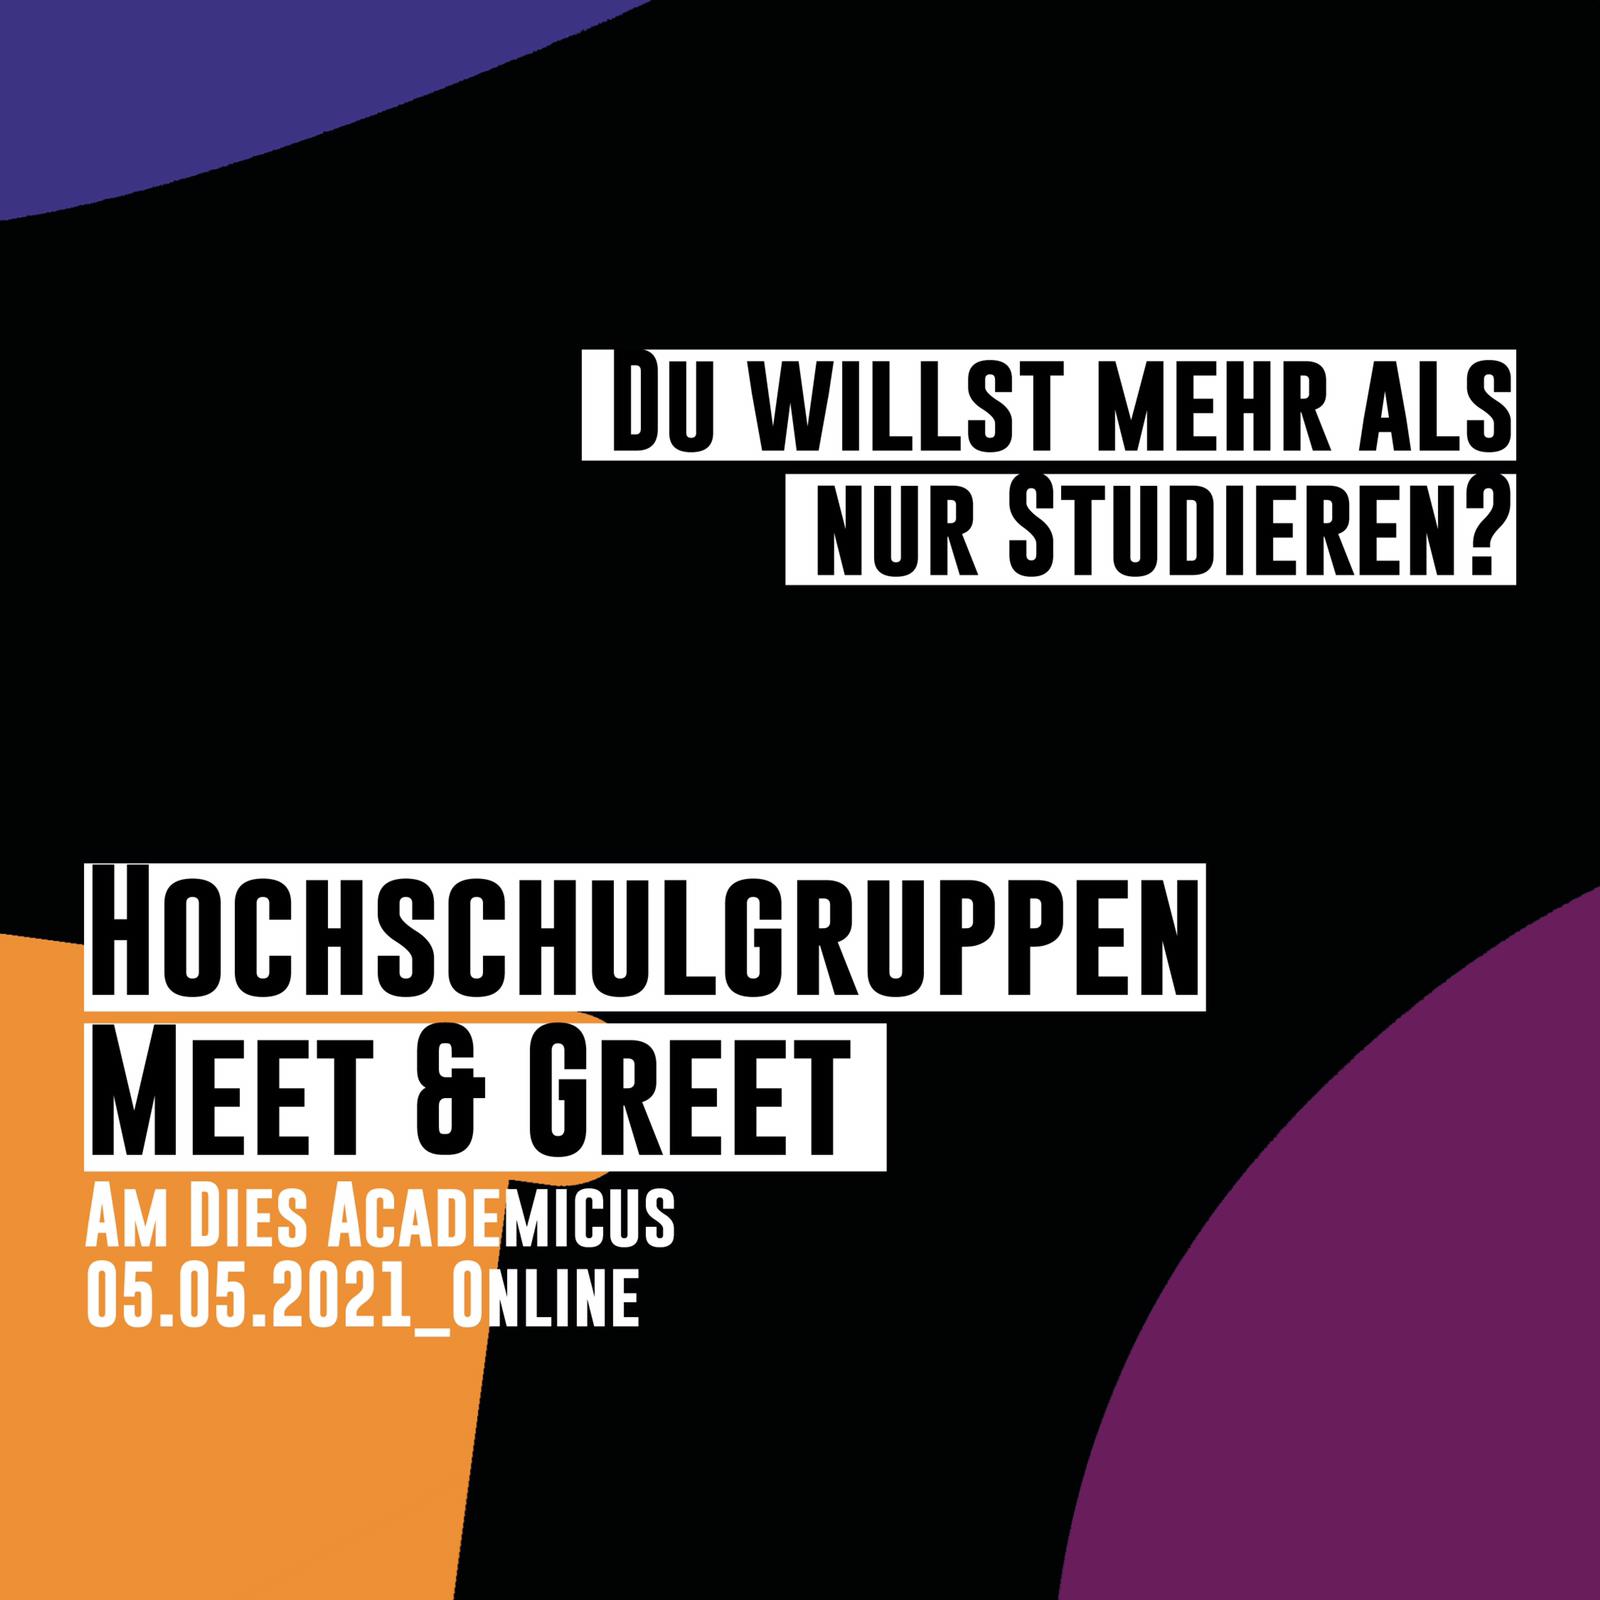 Du willst mehr als
nur Studieren?
Hochschulgruppen
Meet & Greet
Am Dies Academicus
05.05.2021_Online